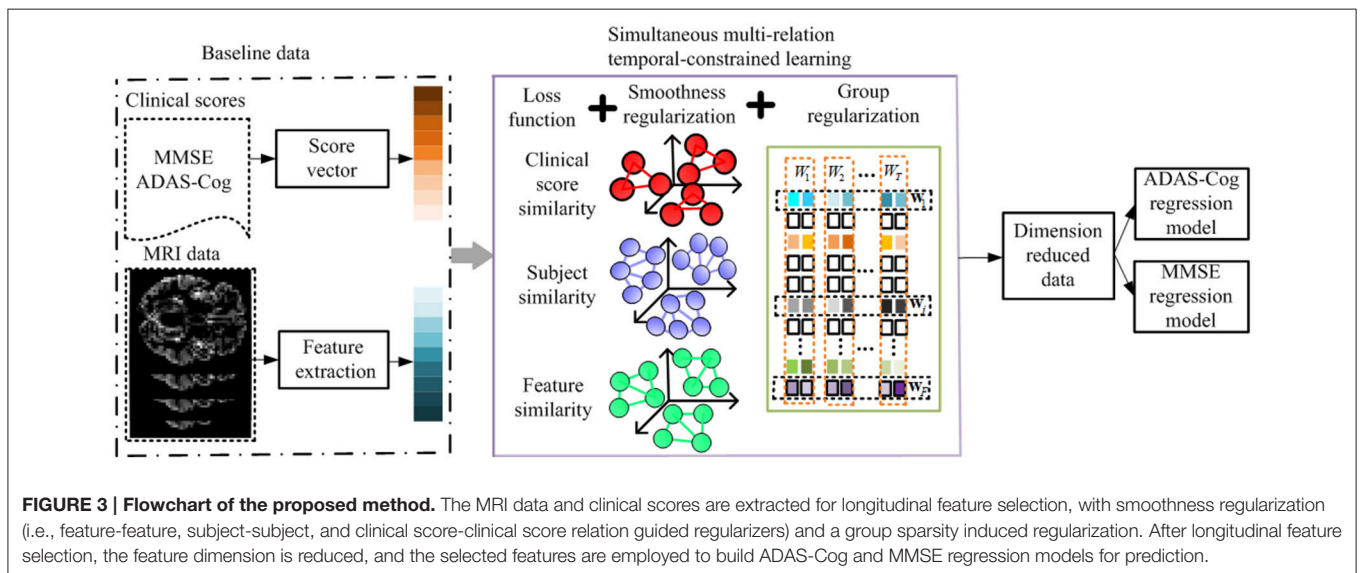 Simultaneous multi-relation
temporal-constrained learning
Baseline data
Clinical scores
MMSE
ADAS-Cog
Score
vector
MRI data
Feature
extraction
Loss
function
+
Smoothness
regularization
+
Group
regularization
Clinical
score
similarity
Subject
similarity
Feature
similarity
W₁ W₂ ... W_T
...
...
...
Dimension
reduced
data
ADAS-Cog
regression
model
MMSE
regression
model
FIGURE 3 | Flowchart of the proposed method. The MRI data and clinical scores are extracted for longitudinal feature selection, with smoothness regularization
(i.e., feature-feature, subject-subject, and clinical score-clinical score relation guided regularizers) and a group sparsity induced regularization. After longitudinal feature
selection, the feature dimension is reduced, and the selected features are employed to build ADAS-Cog and MMSE regression models for prediction.